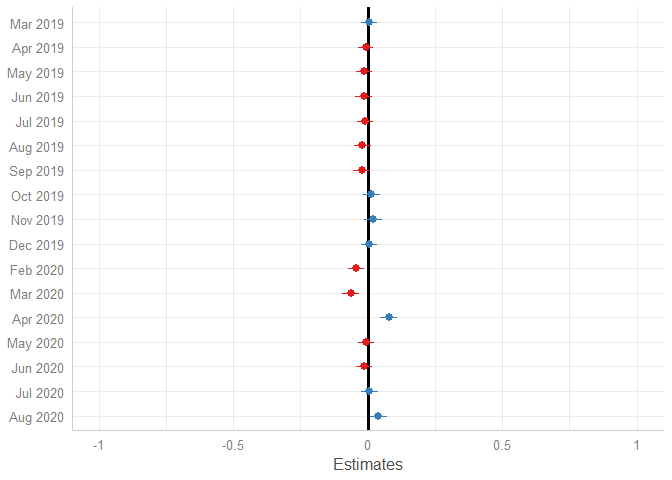 Mar 2019
Apr 2019
May 2019
Jun 2019
Jul 2019
Aug 2019
Sep 2019
Oct 2019
Nov 2019
Dec 2019
Feb 2020
Mar 2020
Apr 2020
May 2020
Jun 2020
Jul 2020
Aug 2020
-1 -0.5 0 0.5 1
Estimates